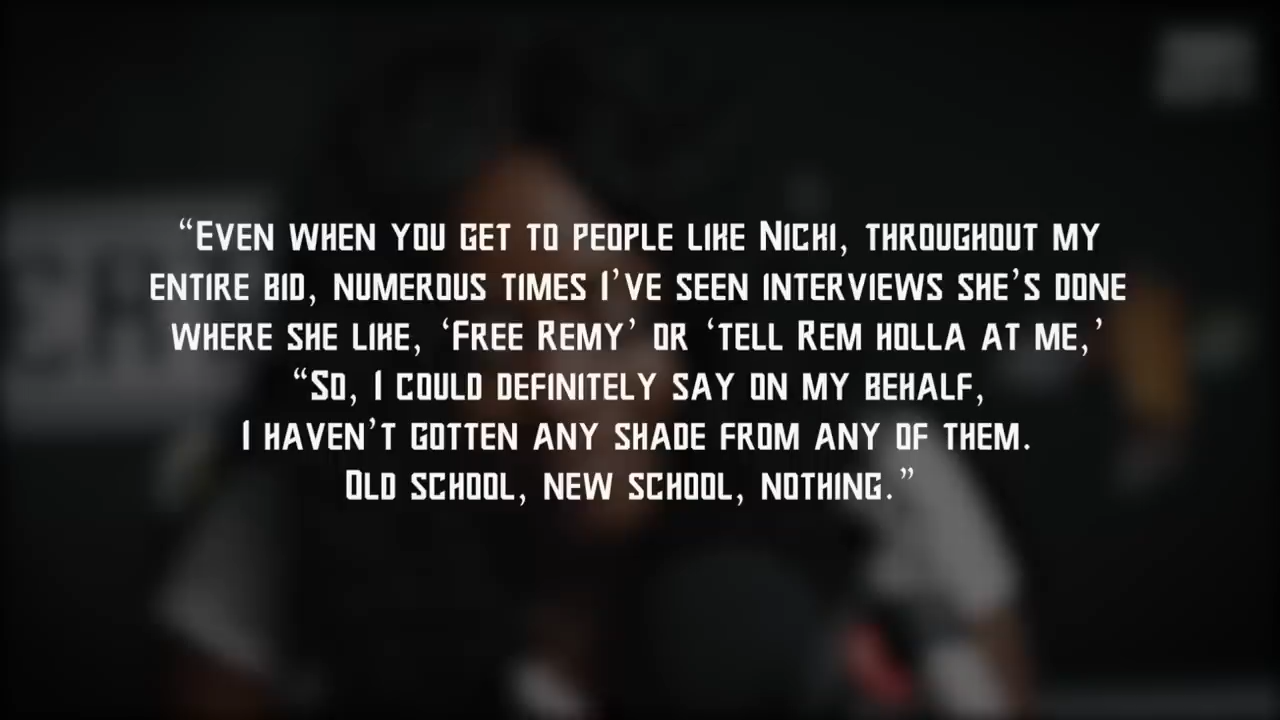 “Even when you get to people like Nicki, throughout my
entire bid, numerous times I’ve seen interviews she’s done
where she like, ‘Free Remy’ or ‘tell Rem holla at me,’
“So, I could definitely say on my behalf,
I haven’t gotten any shade from any of them.
Old school, new school, nothing.”